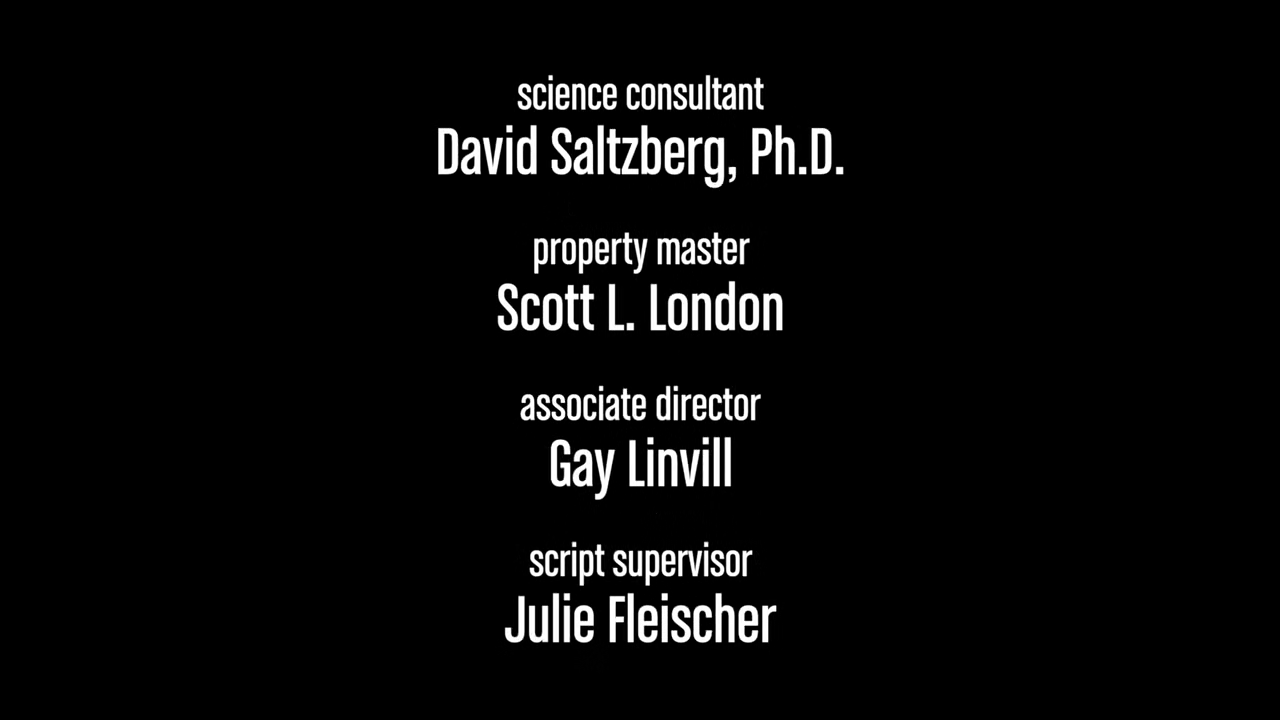 science consultant
David Saltzberg, Ph.D.
property master
Scott L. London
associate director
Gay Linvill
script supervisor
Julie Fleischer